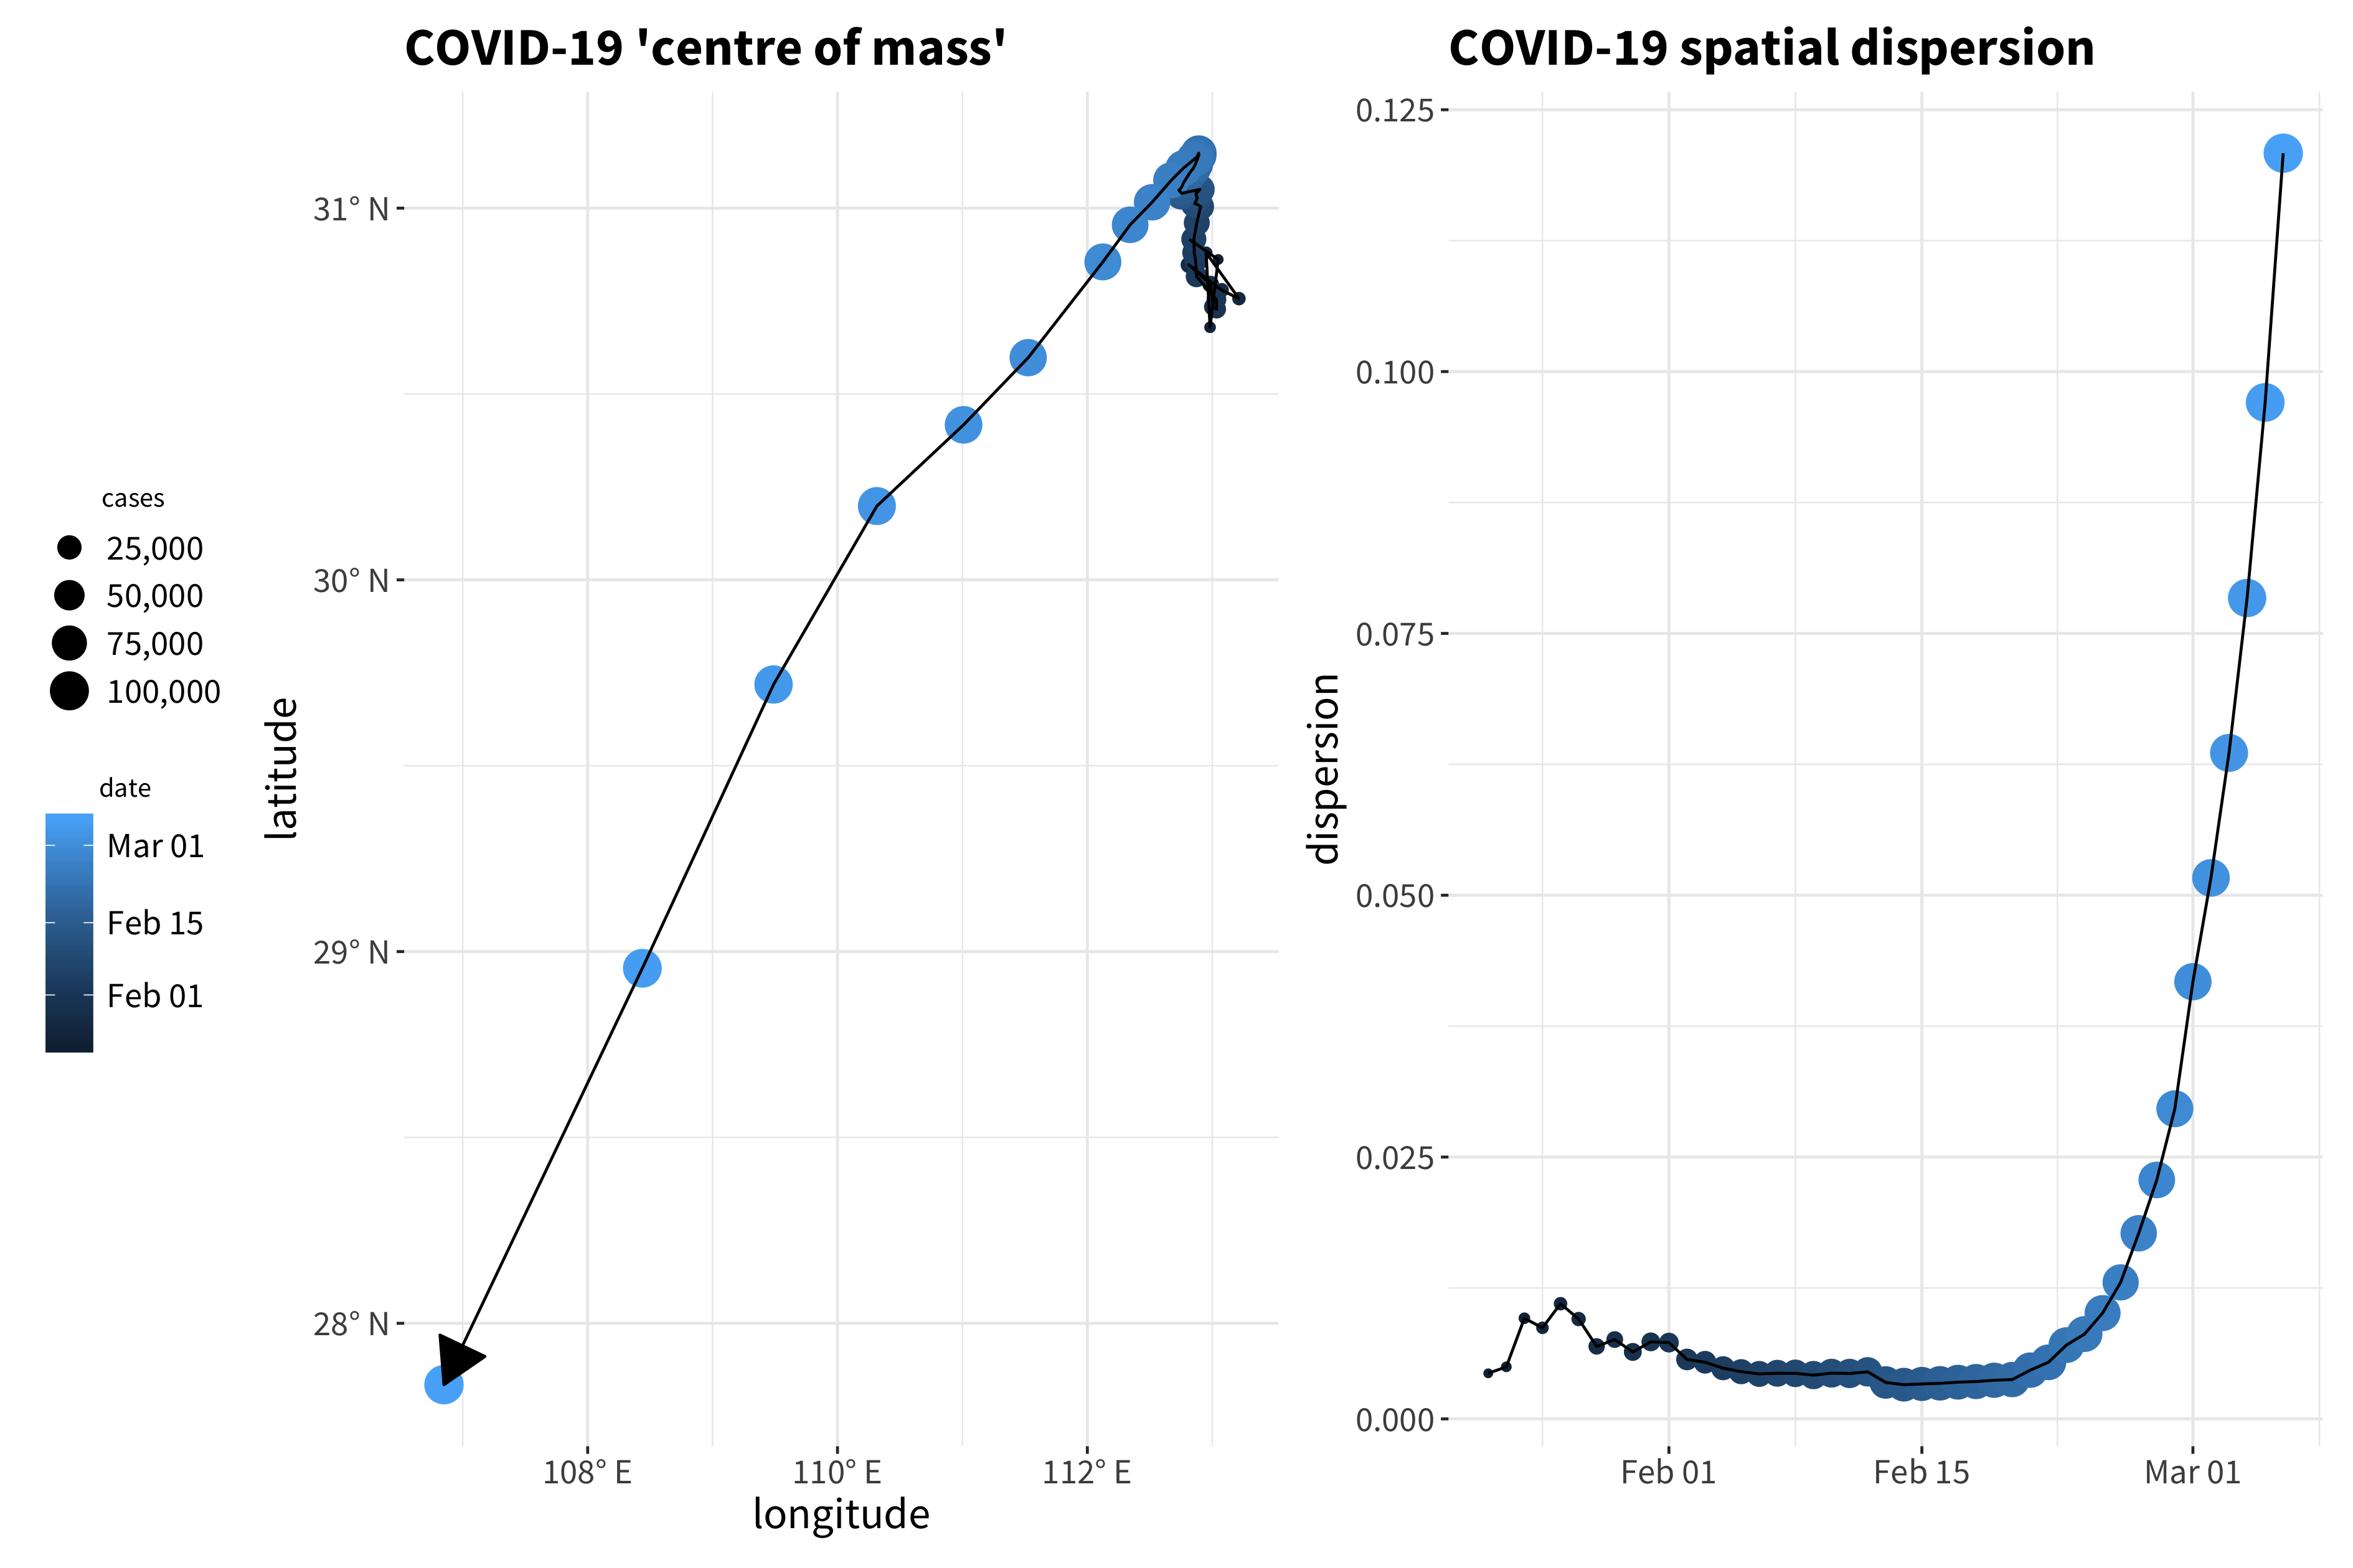 COVID-19 'centre of mass'
COVID-19 spatial dispersion
cases
25,000
50,000
75,000
100,000
date
Mar 01
Feb 15
Feb 01
latitude
31° N
30° N
29° N
28° N
108° E
110° E
112° E
longitude
dispersion
0.125
0.100
0.075
0.050
0.025
0.000
Feb 01
Feb 15
Mar 01